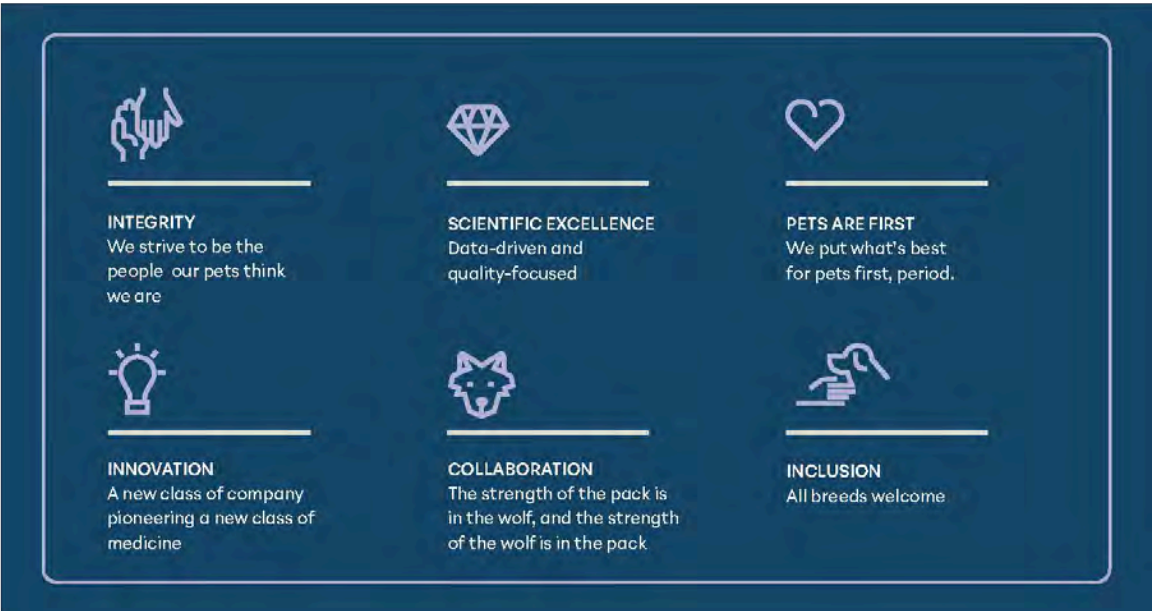 INTEGRITY
We strive to be the
people our pets think
we are
SCIENTIFIC EXCELLENCE
Data-driven and
quality-focused
PETS ARE FIRST
We put what's best
for pets first, period.
INNOVATION
A new class of company
pioneering a new class of
medicine
COLLABORATION
The strength of the pack is
in the wolf, and the strength
of the wolf is in the pack
INCLUSION
All breeds welcome